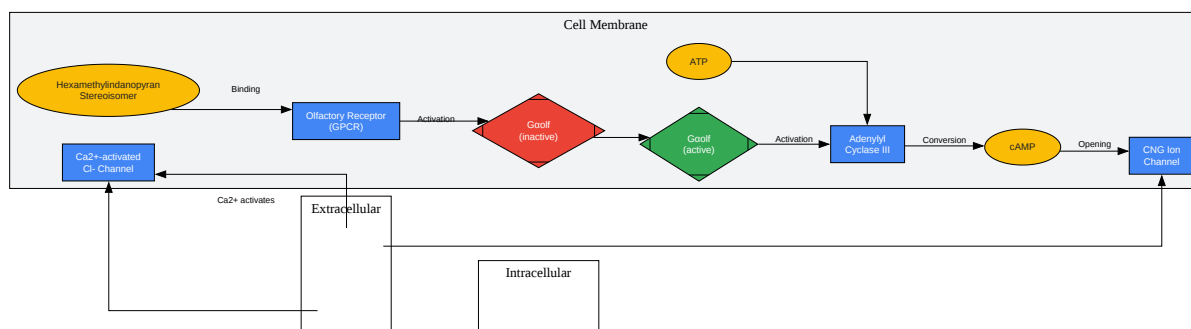 Cell Membrane
Hexamethylindanopyran
Stereoisomer
Binding
Olfactory Receptor
(GPCR)
Activation
Gαolf
(inactive)
Gαolf
(active)
Activation
ATP
Adenylyl
Cyclase III
Conversion
cAMP
Opening
CNG Ion
Channel
Ca2+-activated
Cl- Channel
Ca2+ activates
Extracellular
Intracellular